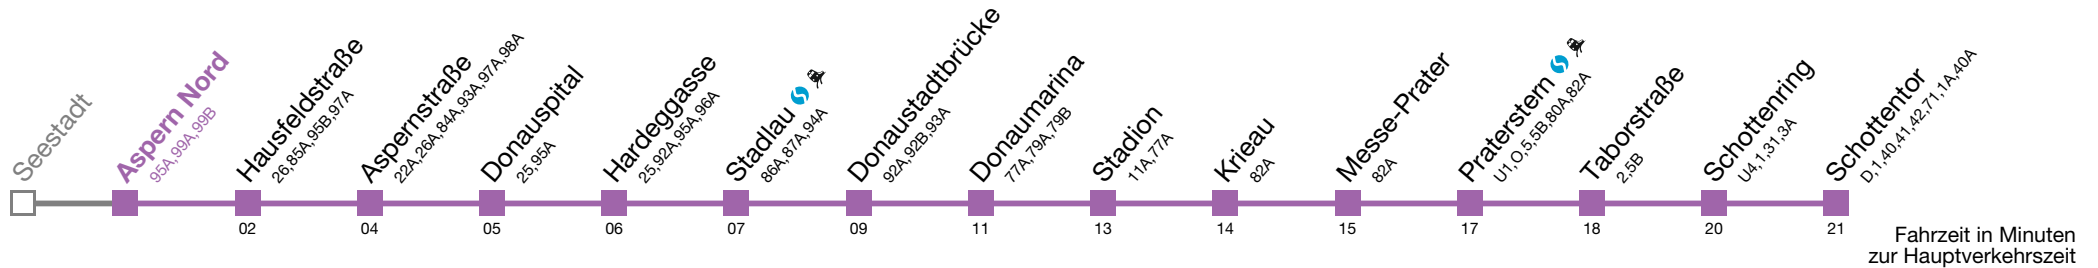 Seestadt
Aspern Nord
95A,99A,99B
Hausfeldstraße
26,85A,95B,97A
Aspernstraße
22A,26A,84A,93A,97A,98A
Donauspital
25,95A
Hardeggasse
25,92A,95A,96A
Stadlau
86A,87A,94A
Donaustadtbrücke
92A,92B,93A
Donaumarina
77A,79A,79B
Stadion
11A,77A
Krieau
82A
Messe-Prater
82A
Praterstern
U1,O,5,5B,80A,82A
Taborstraße
2,5B
Schottenring
U4,1,31,3A
Schottentor
D,1,40,41,42,71,1A,40A
02 04 05 06 07 09 11 13 14 15 17 18 20 21
Fahrzeit in Minuten
zur Hauptverkehrszeit